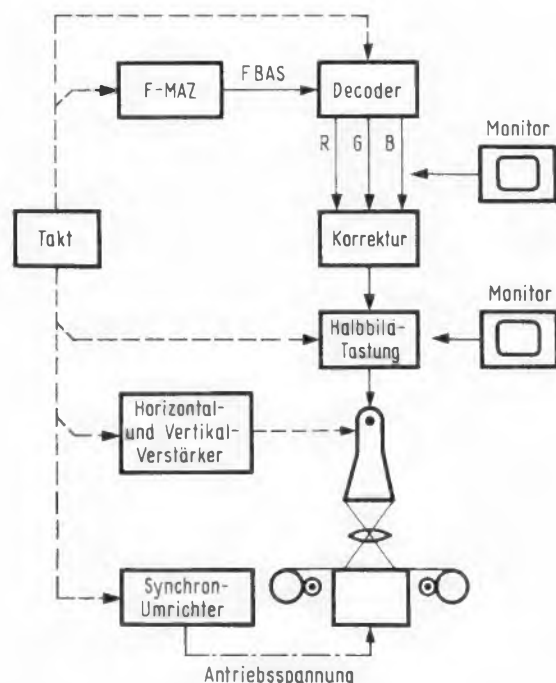 FBAS
F-MAZ
Decoder
Monitor
R G B
Takt
Korrektur
Monitor
Halbbild-
Tastung
Horizontal-
und Vertikal-
Verstärker
Synchron-
Umrichter
Antriebsspannung